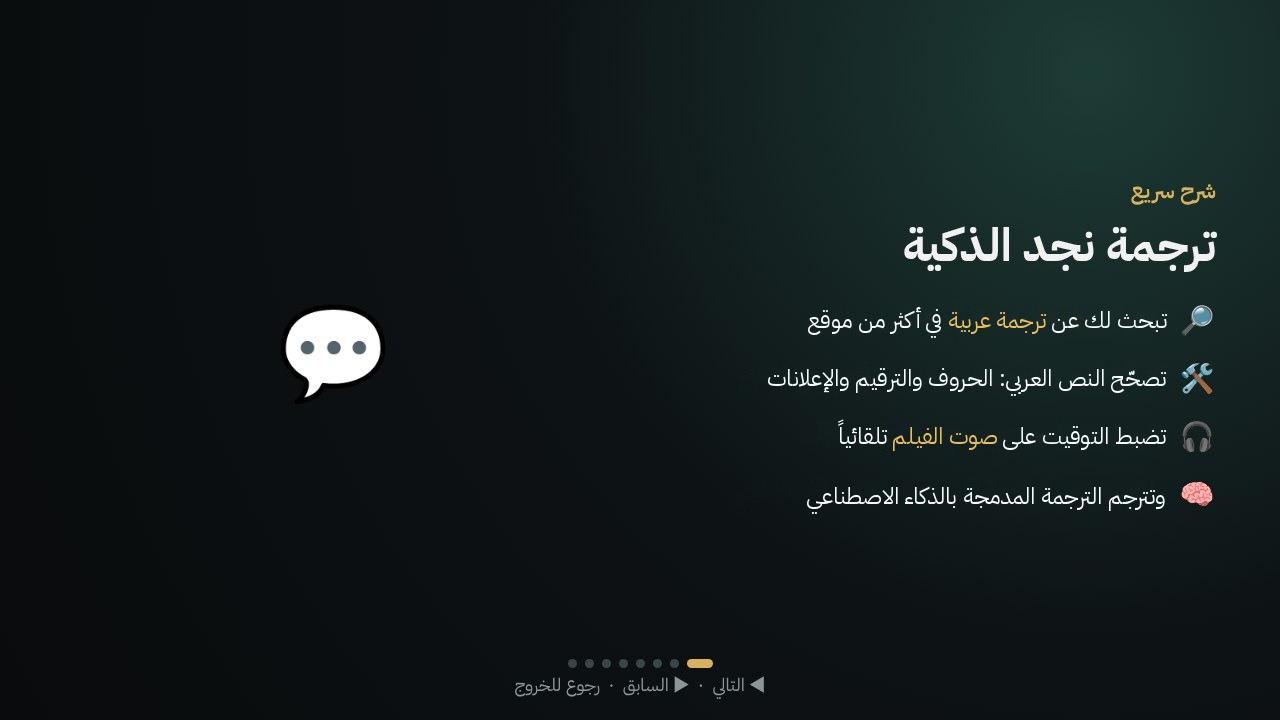 شرح سريع
ترجمة نجد الذكية
🔎 تبحث لك عن ترجمة عربية في أكثر من موقع
🛠️ تصحّح النص العربي: الحروف والترقيم والإعلانات
🎧 تضبط التوقيت على صوت الفيلم تلقائياً
🧠 وتترجم الترجمة المدمجة بالذكاء الاصطناعي
◀ التالي · ▶ السابق · رجوع للخروج